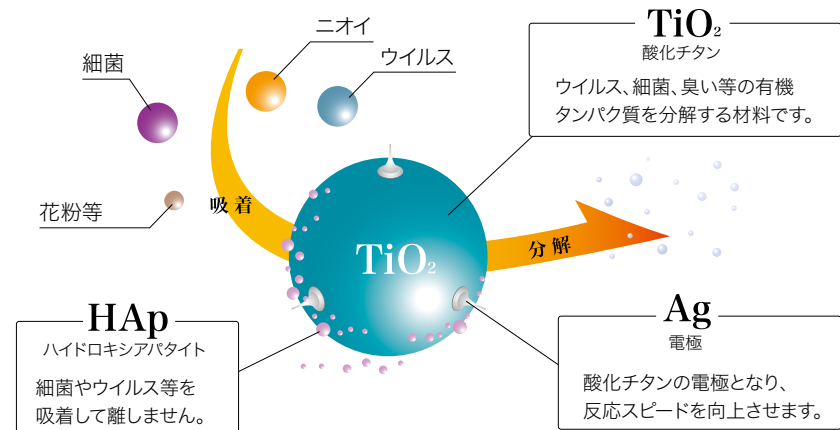 ニオイ
細菌
ウイルス
花粉等
吸着
TiO₂
分解
TiO₂
酸化チタン
ウイルス、細菌、臭い等の有機
タンパク質を分解する材料です。
HAp
ハイドロキシアパタイト
細菌やウイルス等を
吸着して離しません。
Ag
電極
酸化チタンの電極となり、
反応スピードを向上させます。